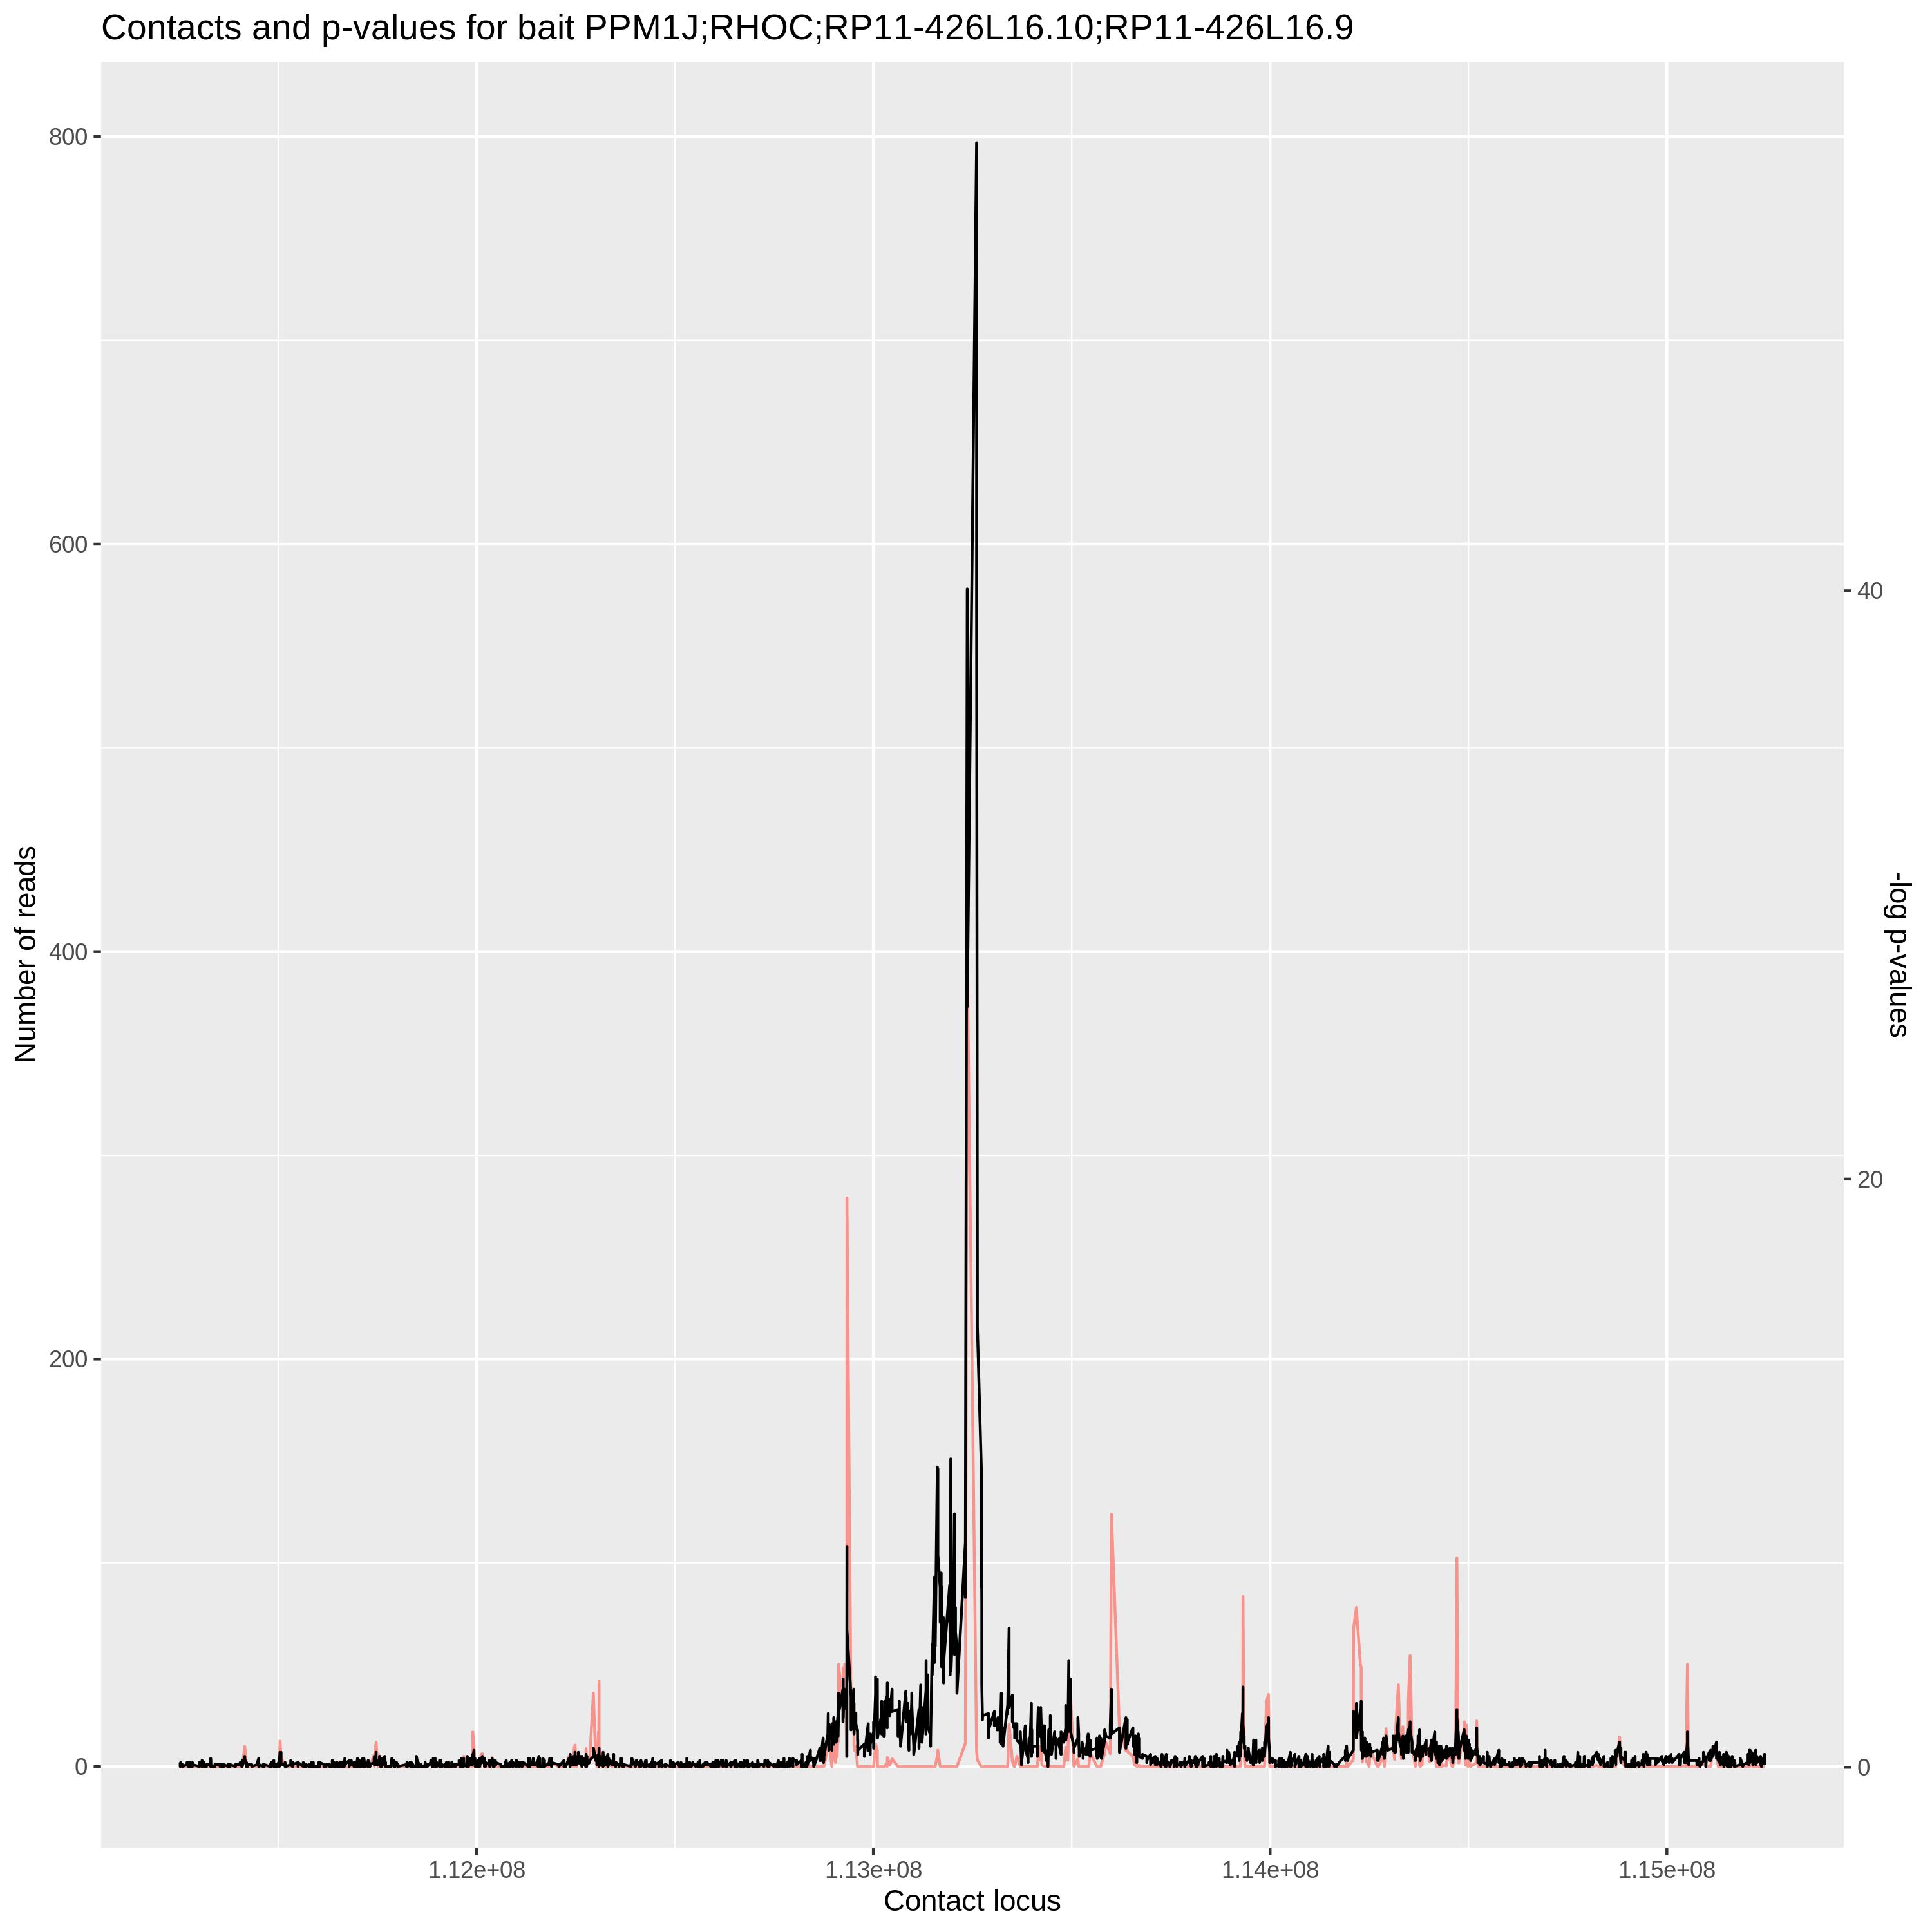 Contacts and p-values for bait PPM1J;RHOC;RP11-426L16.10;RP11-426L16.9
800
600
400
200
0
Number of reads
40
20
0
-log p-values
1.12e+08
1.13e+08
1.14e+08
1.15e+08
Contact locus